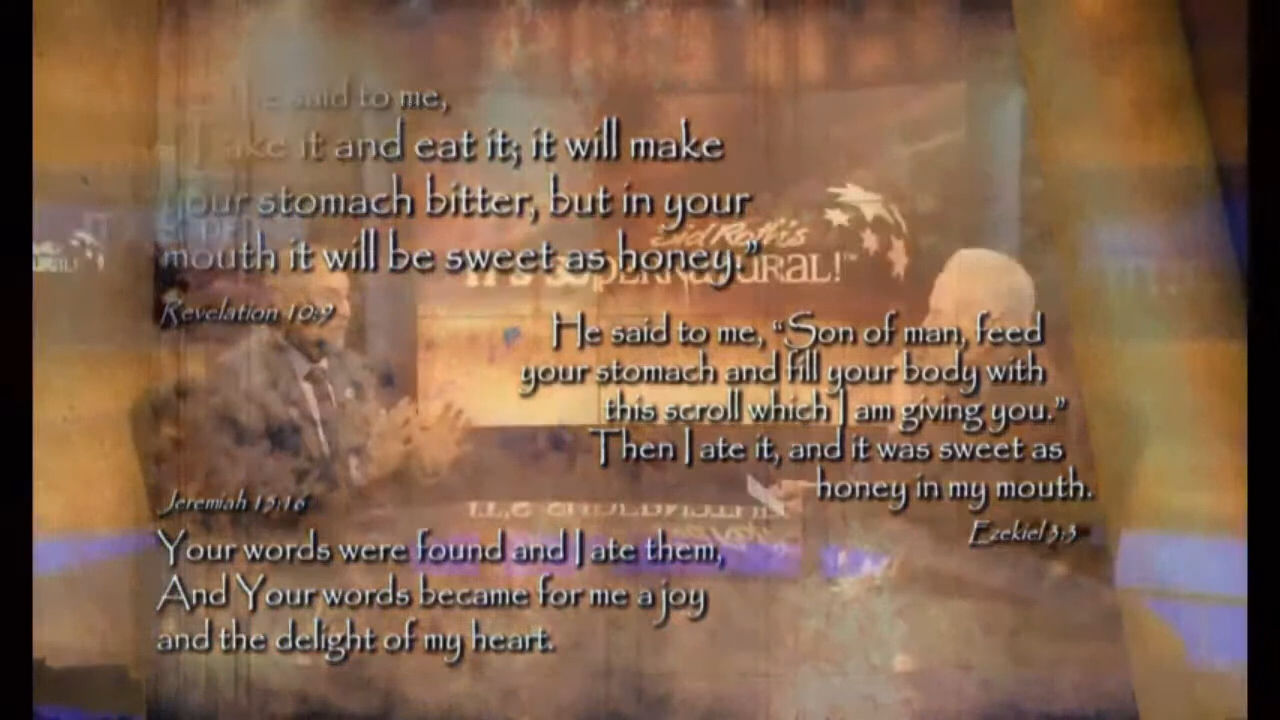 he said to me,
"Take it and eat it; it will make
your stomach bitter, but in your
mouth it will be sweet as honey."
Revelation 10:9
Sid Roth's
IT'S SUPERNATURAL!™
He said to me, "Son of man, feed
your stomach and fill your body with
this scroll which I am giving you."
Then I ate it, and it was sweet as
honey in my mouth.
Ezekiel 3:3
Jeremiah 15:16
Your words were found and I ate them,
And Your words became for me a joy
and the delight of my heart.